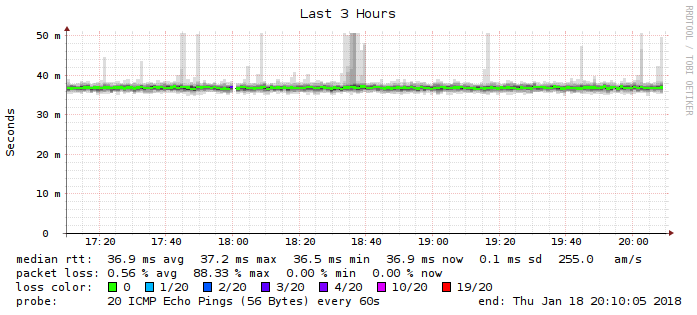 Last 3 Hours
RRDTOOL / TOBI OETIKER
Seconds
50 m
40 m
30 m
20 m
10 m
0
17:20 17:40 18:00 18:20 18:40 19:00 19:20 19:40 20:00
median rtt: 36.9 ms avg 37.2 ms max 36.5 ms min 36.9 ms now 0.1 ms sd 255.0 am/s
packet loss: 0.56 % avg 88.33 % max 0.00 % min 0.00 % now
loss color: 0 1/20 2/20 3/20 4/20 10/20 19/20
probe: 20 ICMP Echo Pings (56 Bytes) every 60s end: Thu Jan 18 20:10:05 2018